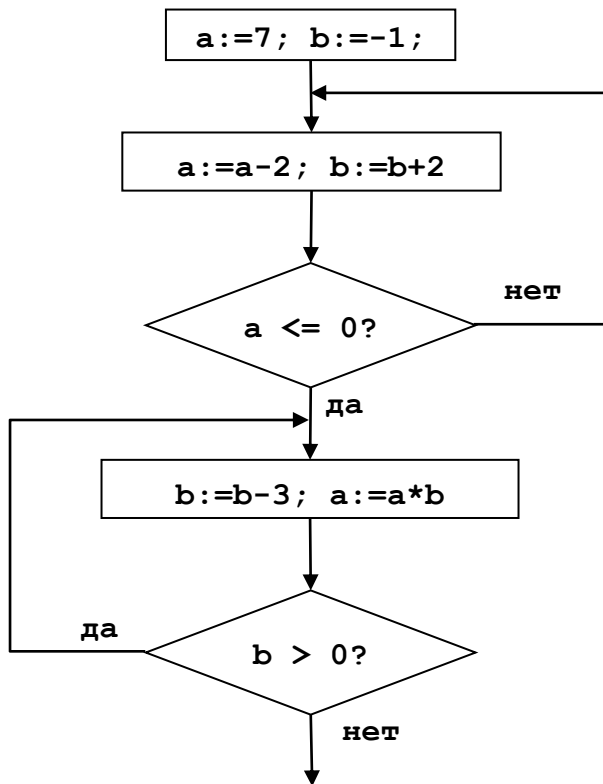 a:=7; b:=-1;
a:=a-2; b:=b+2
нет
a <= 0?
да
b:=b-3; a:=a*b
да
b > 0?
нет